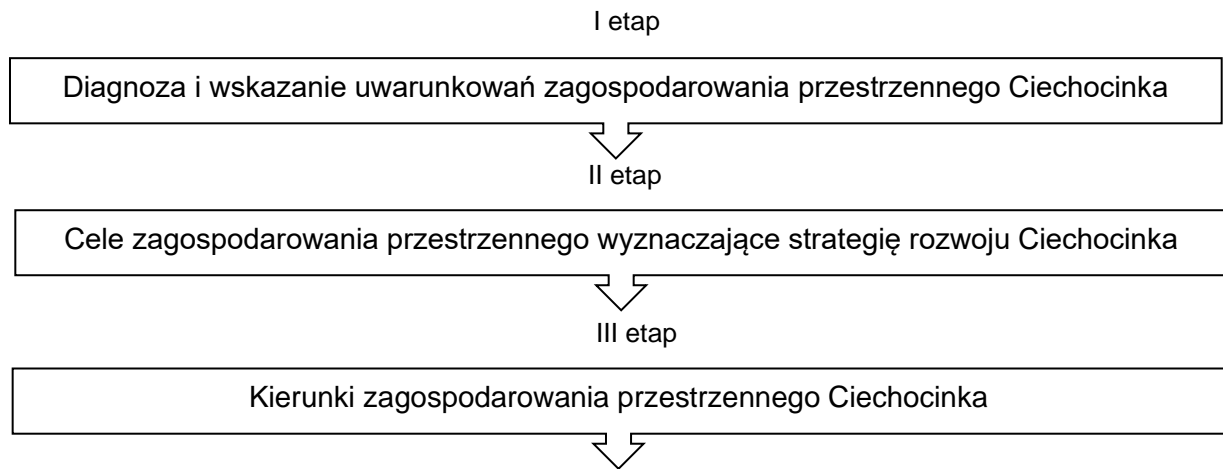 I etap
Diagnoza i wskazanie uwarunkowań zagospodarowania przestrzennego Ciechocinka
II etap
Cele zagospodarowania przestrzennego wyznaczające strategię rozwoju Ciechocinka
III etap
Kierunki zagospodarowania przestrzennego Ciechocinka